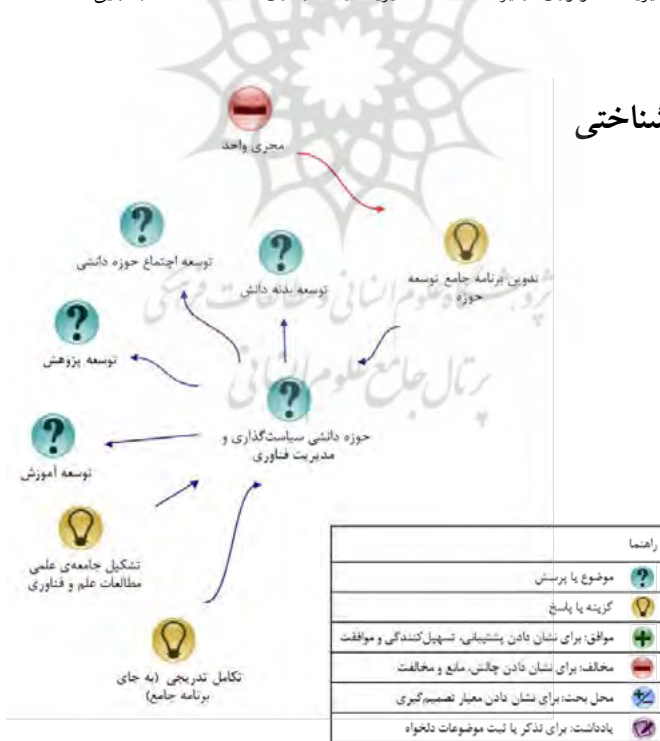 شناختی
مجری واحد
توسعه اجتماع حوزه دانشی
توسعه بدنه دانش
تدوین برنامه جامع توسعه
حوزه
پژوهشگاه علوم انسانی و مطالعات فرهنگی
پرتال جامع علوم انسانی
توسعه پژوهش
حوزه دانشی سیاست‌گذاری و
مدیریت فناوری
توسعه آموزش
تشکیل جامعه‌ی علمی
مطالعات علم و فناوری
تکامل تدریجی (به جای
برنامه جامع)
راهنما
موضوع یا پرسش
گزینه یا پاسخ
موافق: برای نشان دادن پشتیبانی، تسهیل‌کنندگی و موافقت
مخالف: برای نشان دادن چالش، مانع و مخالفت
محل بحث: برای نشان دادن معیار تصمیم‌گیری
یادداشت: برای تذکر یا ثبت موضوعات دلخواه